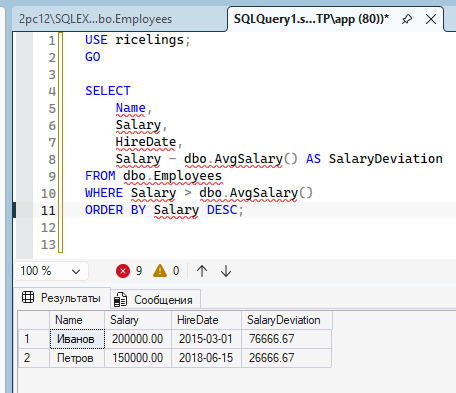 2pc12\SQLEX...bo.Employees
SQLQuery1.s...TP\app (80))*
1 USE ricelings;
2 GO
3
4 SELECT
5 Name,
6 Salary,
7 HireDate,
8 Salary - dbo.AvgSalary() AS SalaryDeviation
9 FROM dbo.Employees
10 WHERE Salary > dbo.AvgSalary()
11 ORDER BY Salary DESC;
12
13
100 % 9 0
Результаты Сообщения
Name Salary HireDate SalaryDeviation
1 Иванов 200000.00 2015-03-01 76666.67
2 Петров 150000.00 2018-06-15 26666.67